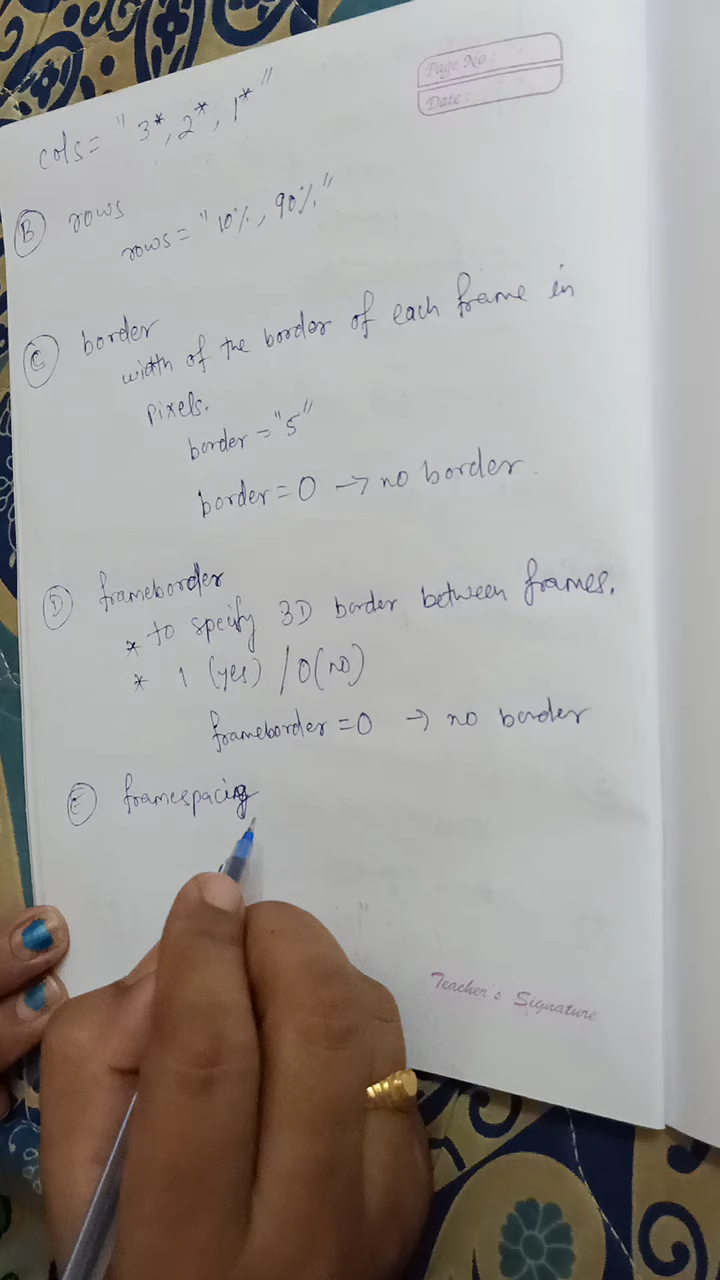 Page No :
Date :
cols = "3*, 2*, 1*"
(B) rows
rows = "10%, 90%"
(C) border
width of the border of each frame in
pixels.
border = "5"
border = 0 → no border.
(D) frameborder
* to specify 3D border between frames.
* 1 (yes) / 0 (no)
frameborder = 0 → no border
(E) framespacing
Teacher's Signature